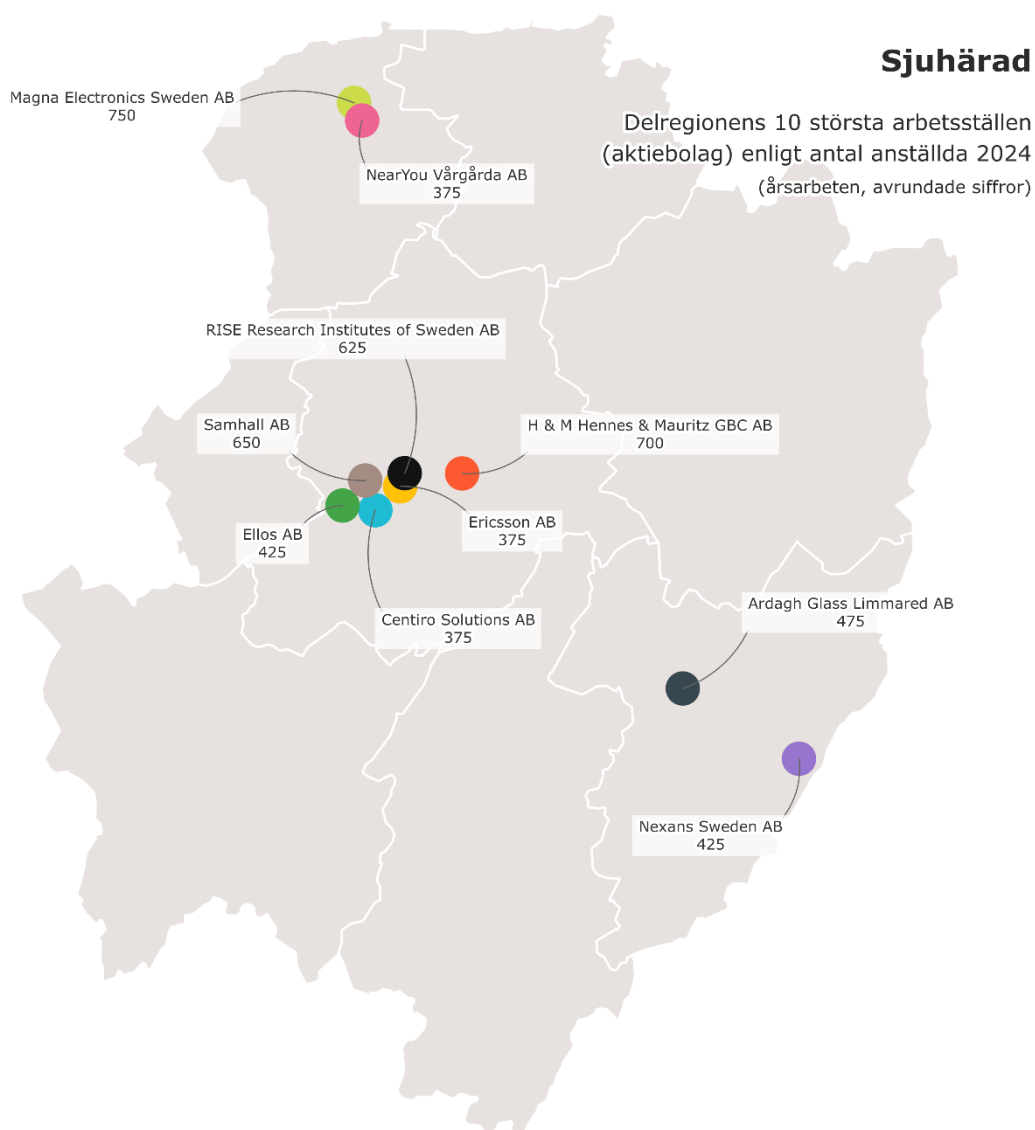 Sjuhärad
Delregionens 10 största arbetsställen
(aktiebolag) enligt antal anställda 2024
(årsarbeten, avrundade siffror)
Magna Electronics Sweden AB
750
NearYou Vårgårda AB
375
RISE Research Institutes of Sweden AB
625
Samhall AB
650
H & M Hennes & Mauritz GBC AB
700
Ellos AB
425
Ericsson AB
375
Centiro Solutions AB
375
Ardagh Glass Limmared AB
475
Nexans Sweden AB
425